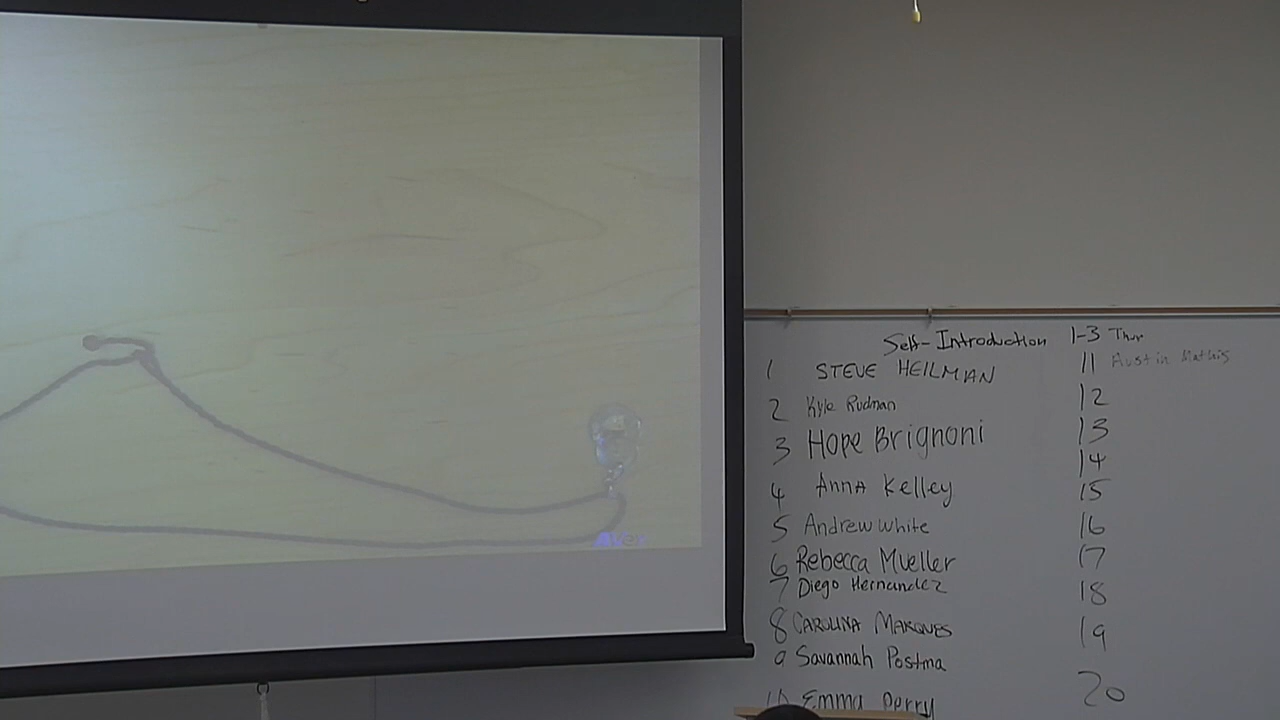 Self-Introduction 1-3 Thur
1 STEVE HEILMAN
2 Kyle Rudman
3 Hope Brignoni
4 Anna Kelley
5 Andrew White
6 Rebecca Mueller
7 Diego Hernandez
8 CAROLINA MARQUES
9 Savannah Postma
10 Emma Perry
11 Austin Mathis
12
13
14
15
16
17
18
19
20